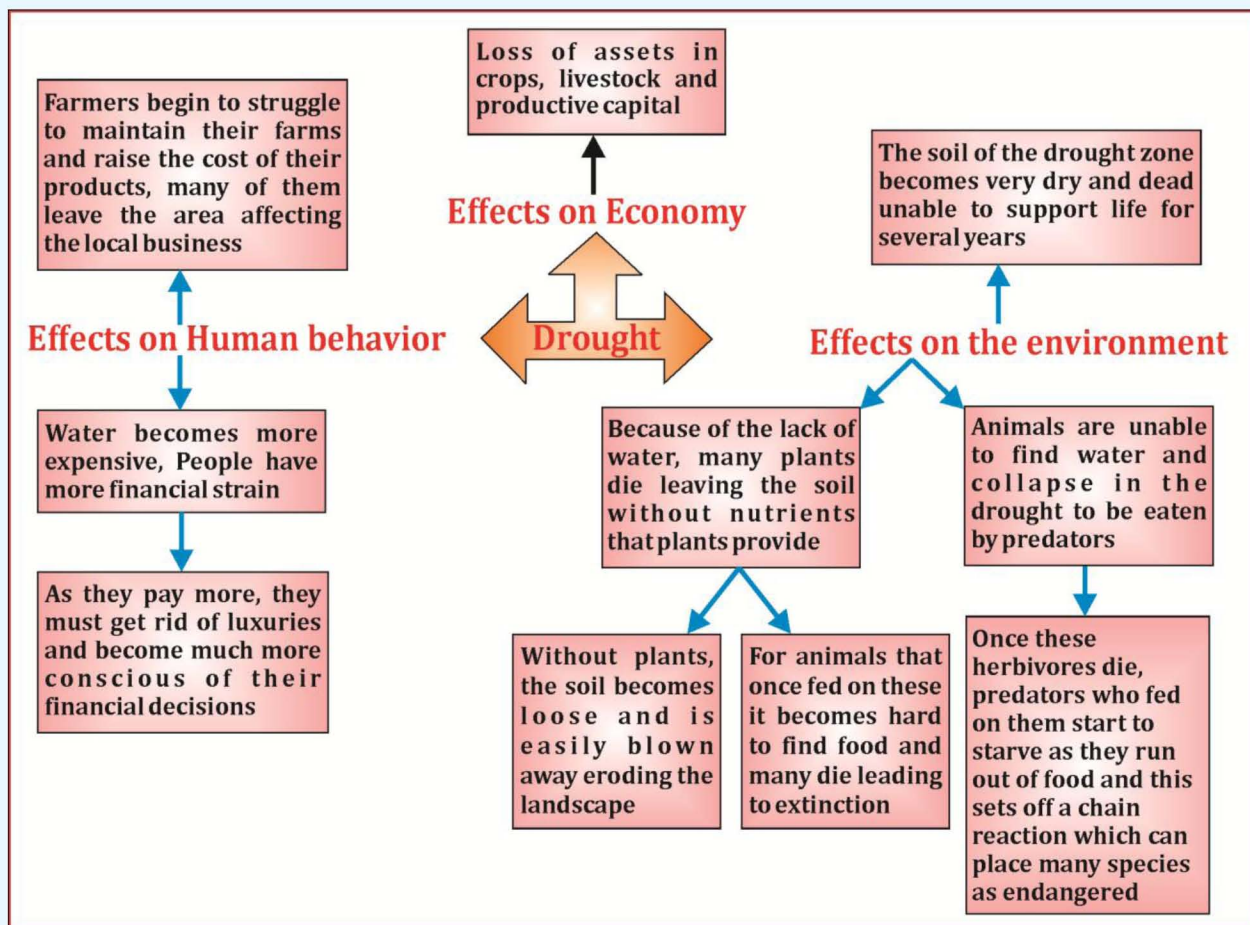 Loss of assets in
crops, livestock and
productive capital
Farmers begin to struggle
to maintain their farms
and raise the cost of their
products, many of them
leave the area affecting
the local business
The soil of the drought zone
becomes very dry and dead
unable to support life for
several years
Effects on Economy
Effects on Human behavior
Drought
Effects on the environment
Water becomes more
expensive, People have
more financial strain
Because of the lack of
water, many plants
die leaving the soil
without nutrients
that plants provide
Animals are unable
to find water and
collapse in the
drought to be eaten
by predators
As they pay more, they
must get rid of luxuries
and become much more
conscious of their
financial decisions
Without plants,
the soil becomes
loose and is
easily blown
away eroding the
landscape
For animals that
once fed on these
it becomes hard
to find food and
many die leading
to extinction
Once these
herbivores die,
predators who fed
on them start to
starve as they run
out of food and this
sets off a chain
reaction which can
place many species
as endangered